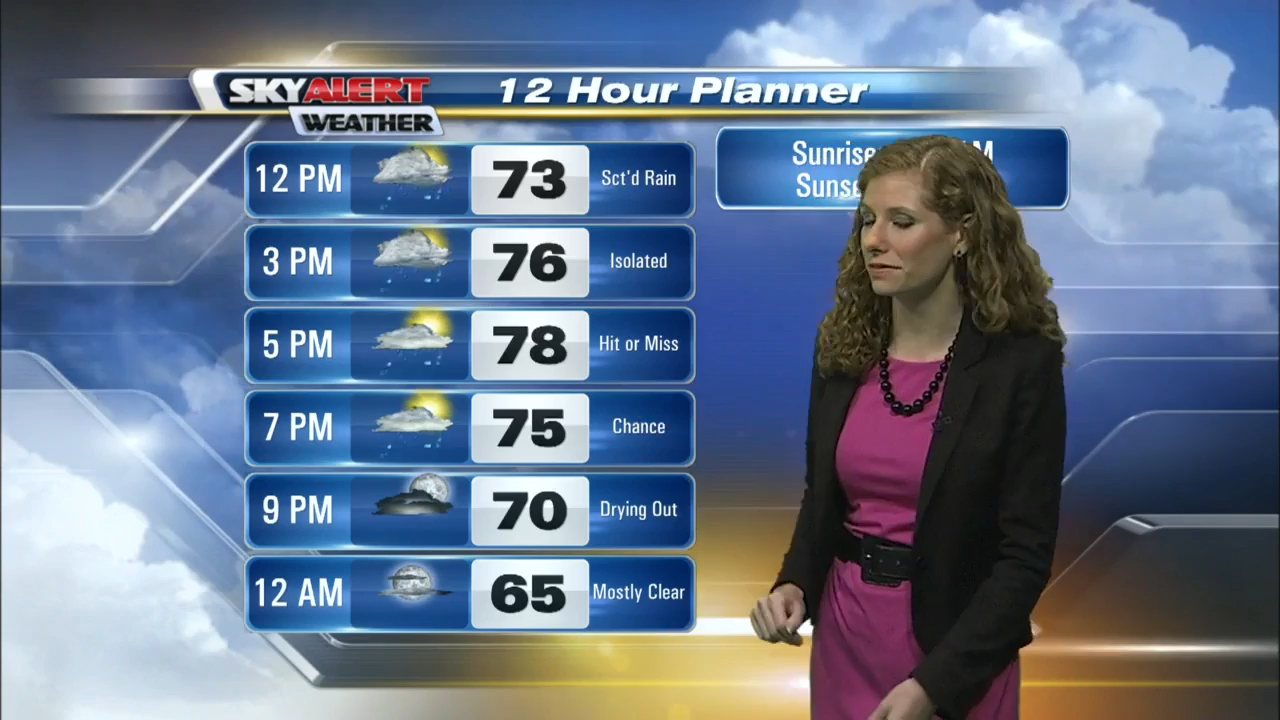 SKYALERT
WEATHER
12 Hour Planner
12 PM 73 Sct'd Rain
3 PM 76 Isolated
5 PM 78 Hit or Miss
7 PM 75 Chance
9 PM 70 Drying Out
12 AM 65 Mostly Clear
Sunrise